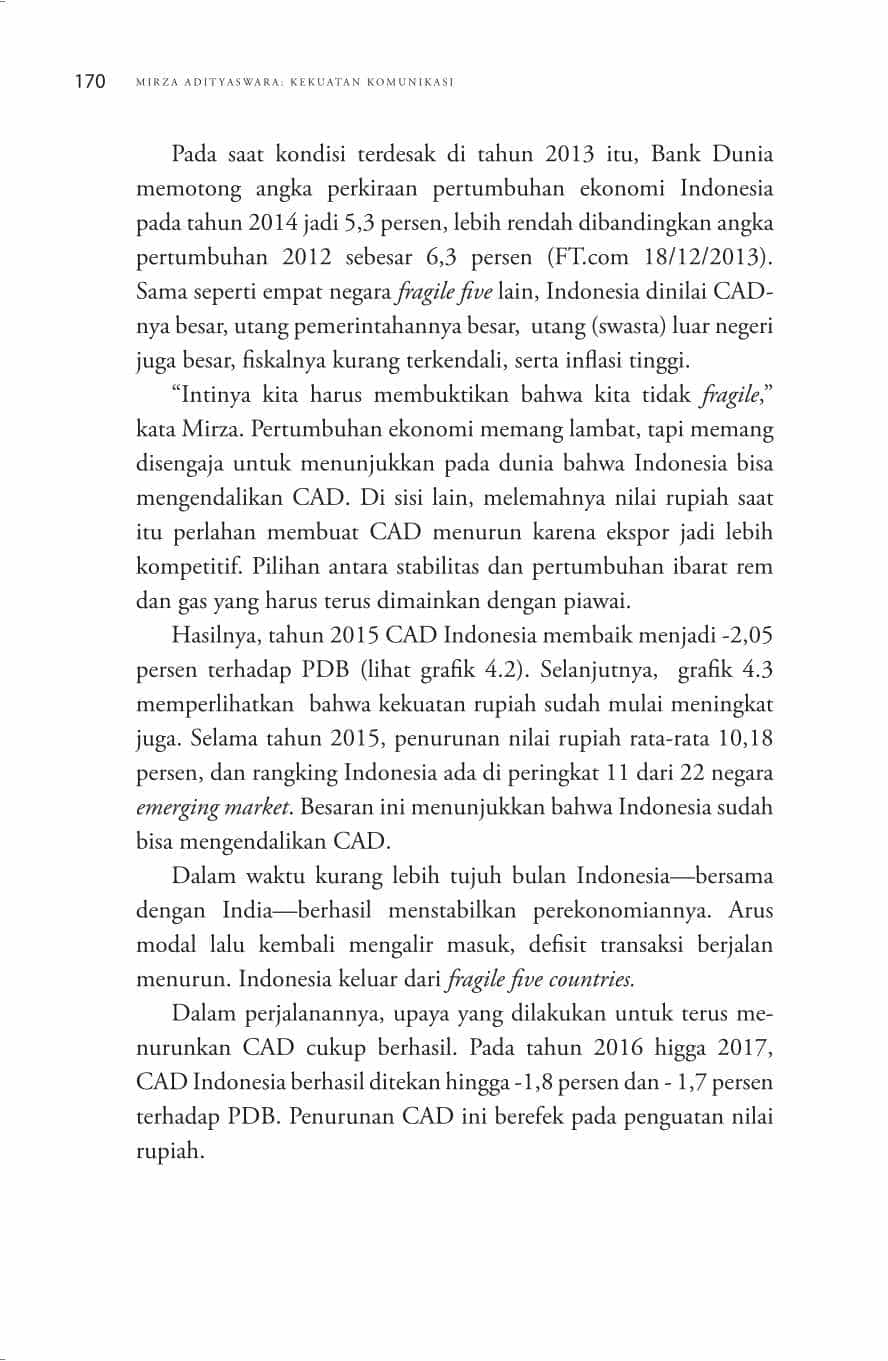 170 MIRZA ADITYASWARA: KEKUATAN KOMUNIKASI
Pada saat kondisi terdesak di tahun 2013 itu, Bank Dunia
memotong angka perkiraan pertumbuhan ekonomi Indonesia
pada tahun 2014 jadi 5,3 persen, lebih rendah dibandingkan angka
pertumbuhan 2012 sebesar 6,3 persen (FT.com 18/12/2013).
Sama seperti empat negara fragile five lain, Indonesia dinilai CAD-
nya besar, utang pemerintahannya besar, utang (swasta) luar negeri
juga besar, fiskalnya kurang terkendali, serta inflasi tinggi.
“Intinya kita harus membuktikan bahwa kita tidak fragile,”
kata Mirza. Pertumbuhan ekonomi memang lambat, tapi memang
disengaja untuk menunjukkan pada dunia bahwa Indonesia bisa
mengendalikan CAD. Di sisi lain, melemahnya nilai rupiah saat
itu perlahan membuat CAD menurun karena ekspor jadi lebih
kompetitif. Pilihan antara stabilitas dan pertumbuhan ibarat rem
dan gas yang harus terus dimainkan dengan piawai.
Hasilnya, tahun 2015 CAD Indonesia membaik menjadi -2,05
persen terhadap PDB (lihat grafik 4.2). Selanjutnya, grafik 4.3
memperlihatkan bahwa kekuatan rupiah sudah mulai meningkat
juga. Selama tahun 2015, penurunan nilai rupiah rata-rata 10,18
persen, dan rangking Indonesia ada di peringkat 11 dari 22 negara
emerging market. Besaran ini menunjukkan bahwa Indonesia sudah
bisa mengendalikan CAD.
Dalam waktu kurang lebih tujuh bulan Indonesia—bersama
dengan India—berhasil menstabilkan perekonomiannya. Arus
modal lalu kembali mengalir masuk, defisit transaksi berjalan
menurun. Indonesia keluar dari fragile five countries.
Dalam perjalanannya, upaya yang dilakukan untuk terus me-
nurunkan CAD cukup berhasil. Pada tahun 2016 higga 2017,
CAD Indonesia berhasil ditekan hingga -1,8 persen dan - 1,7 persen
terhadap PDB. Penurunan CAD ini berefek pada penguatan nilai
rupiah.